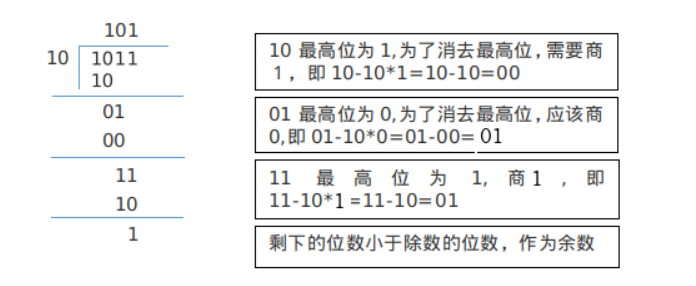 101
10
1011
10
01
00
11
10
1
10 最高位为 1,为了消去最高位,需要商
1，即 10-10*1=10-10=00
01 最高位为 0,为了消去最高位,应该商
0,即 01-10*0=01-00= 01
11 最高位为 1, 商 1 ，即
11-10*1 =11-10=01
剩下的位数小于除数的位数，作为余数